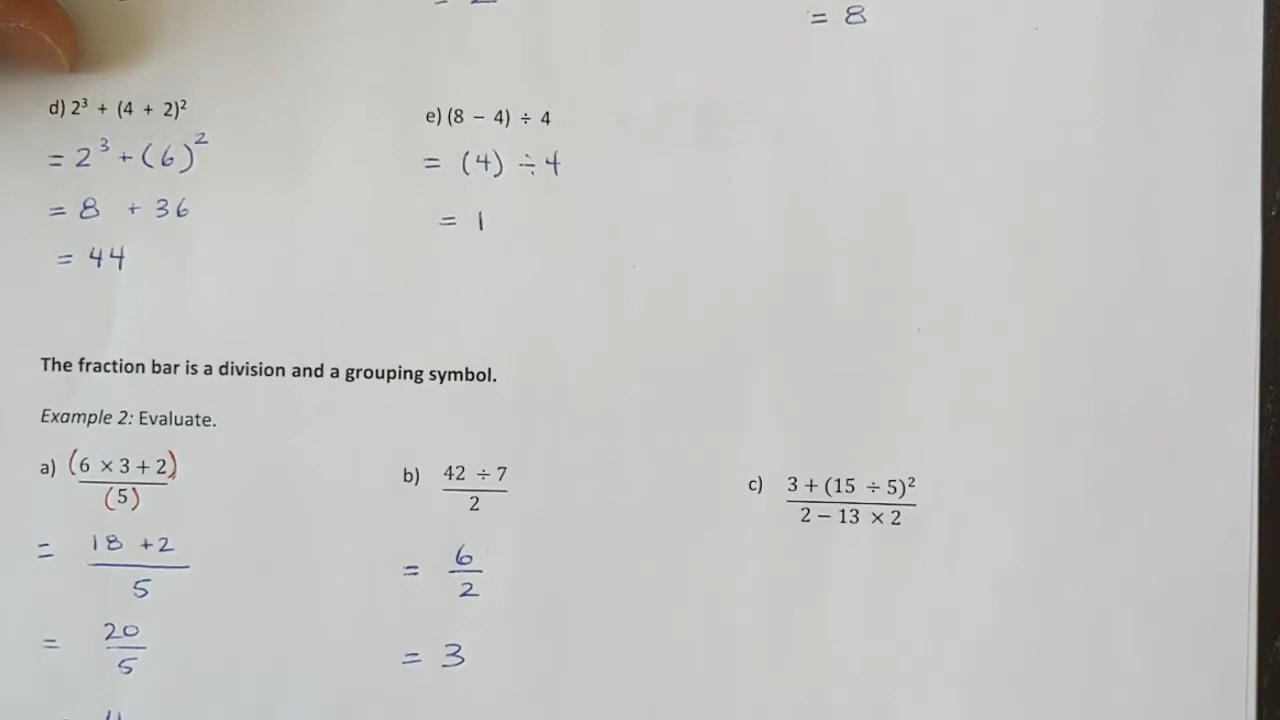 = 8
d) 2³ + (4 + 2)²
= 2³ + (6)²
= 8 + 36
= 44
e) (8 − 4) ÷ 4
= (4) ÷ 4
= 1
The fraction bar is a division and a grouping symbol.
Example 2: Evaluate.
a) (6 × 3 + 2)
(5)
= 18 + 2
5
= 20
5
b) 42 ÷ 7
2
= 6
2
= 3
c) 3 + (15 ÷ 5)²
2 − 13 × 2